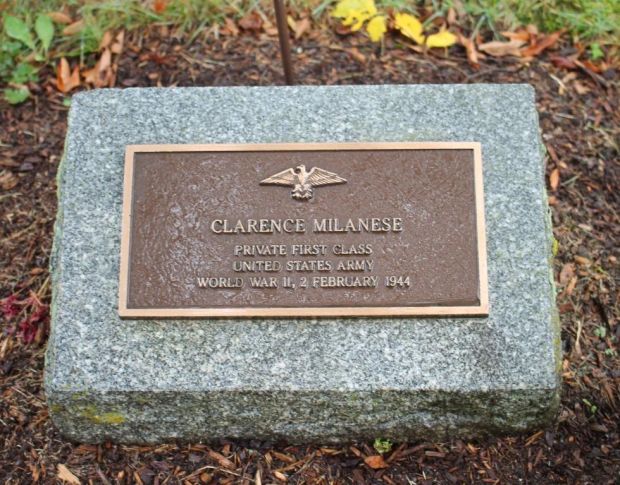 CLARENCE MILANESE
PRIVATE FIRST CLASS
UNITED STATES ARMY
WORLD WAR II, 2 FEBRUARY 1944